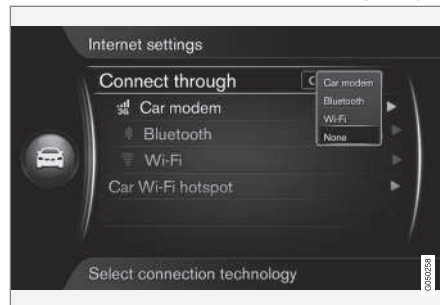 Internet settings
Connect through
Car modem
Bluetooth
Wi-Fi
None
3G Car modem
Bluetooth
Wi-Fi
Car Wi-Fi hotspot
Select connection technology
G050258